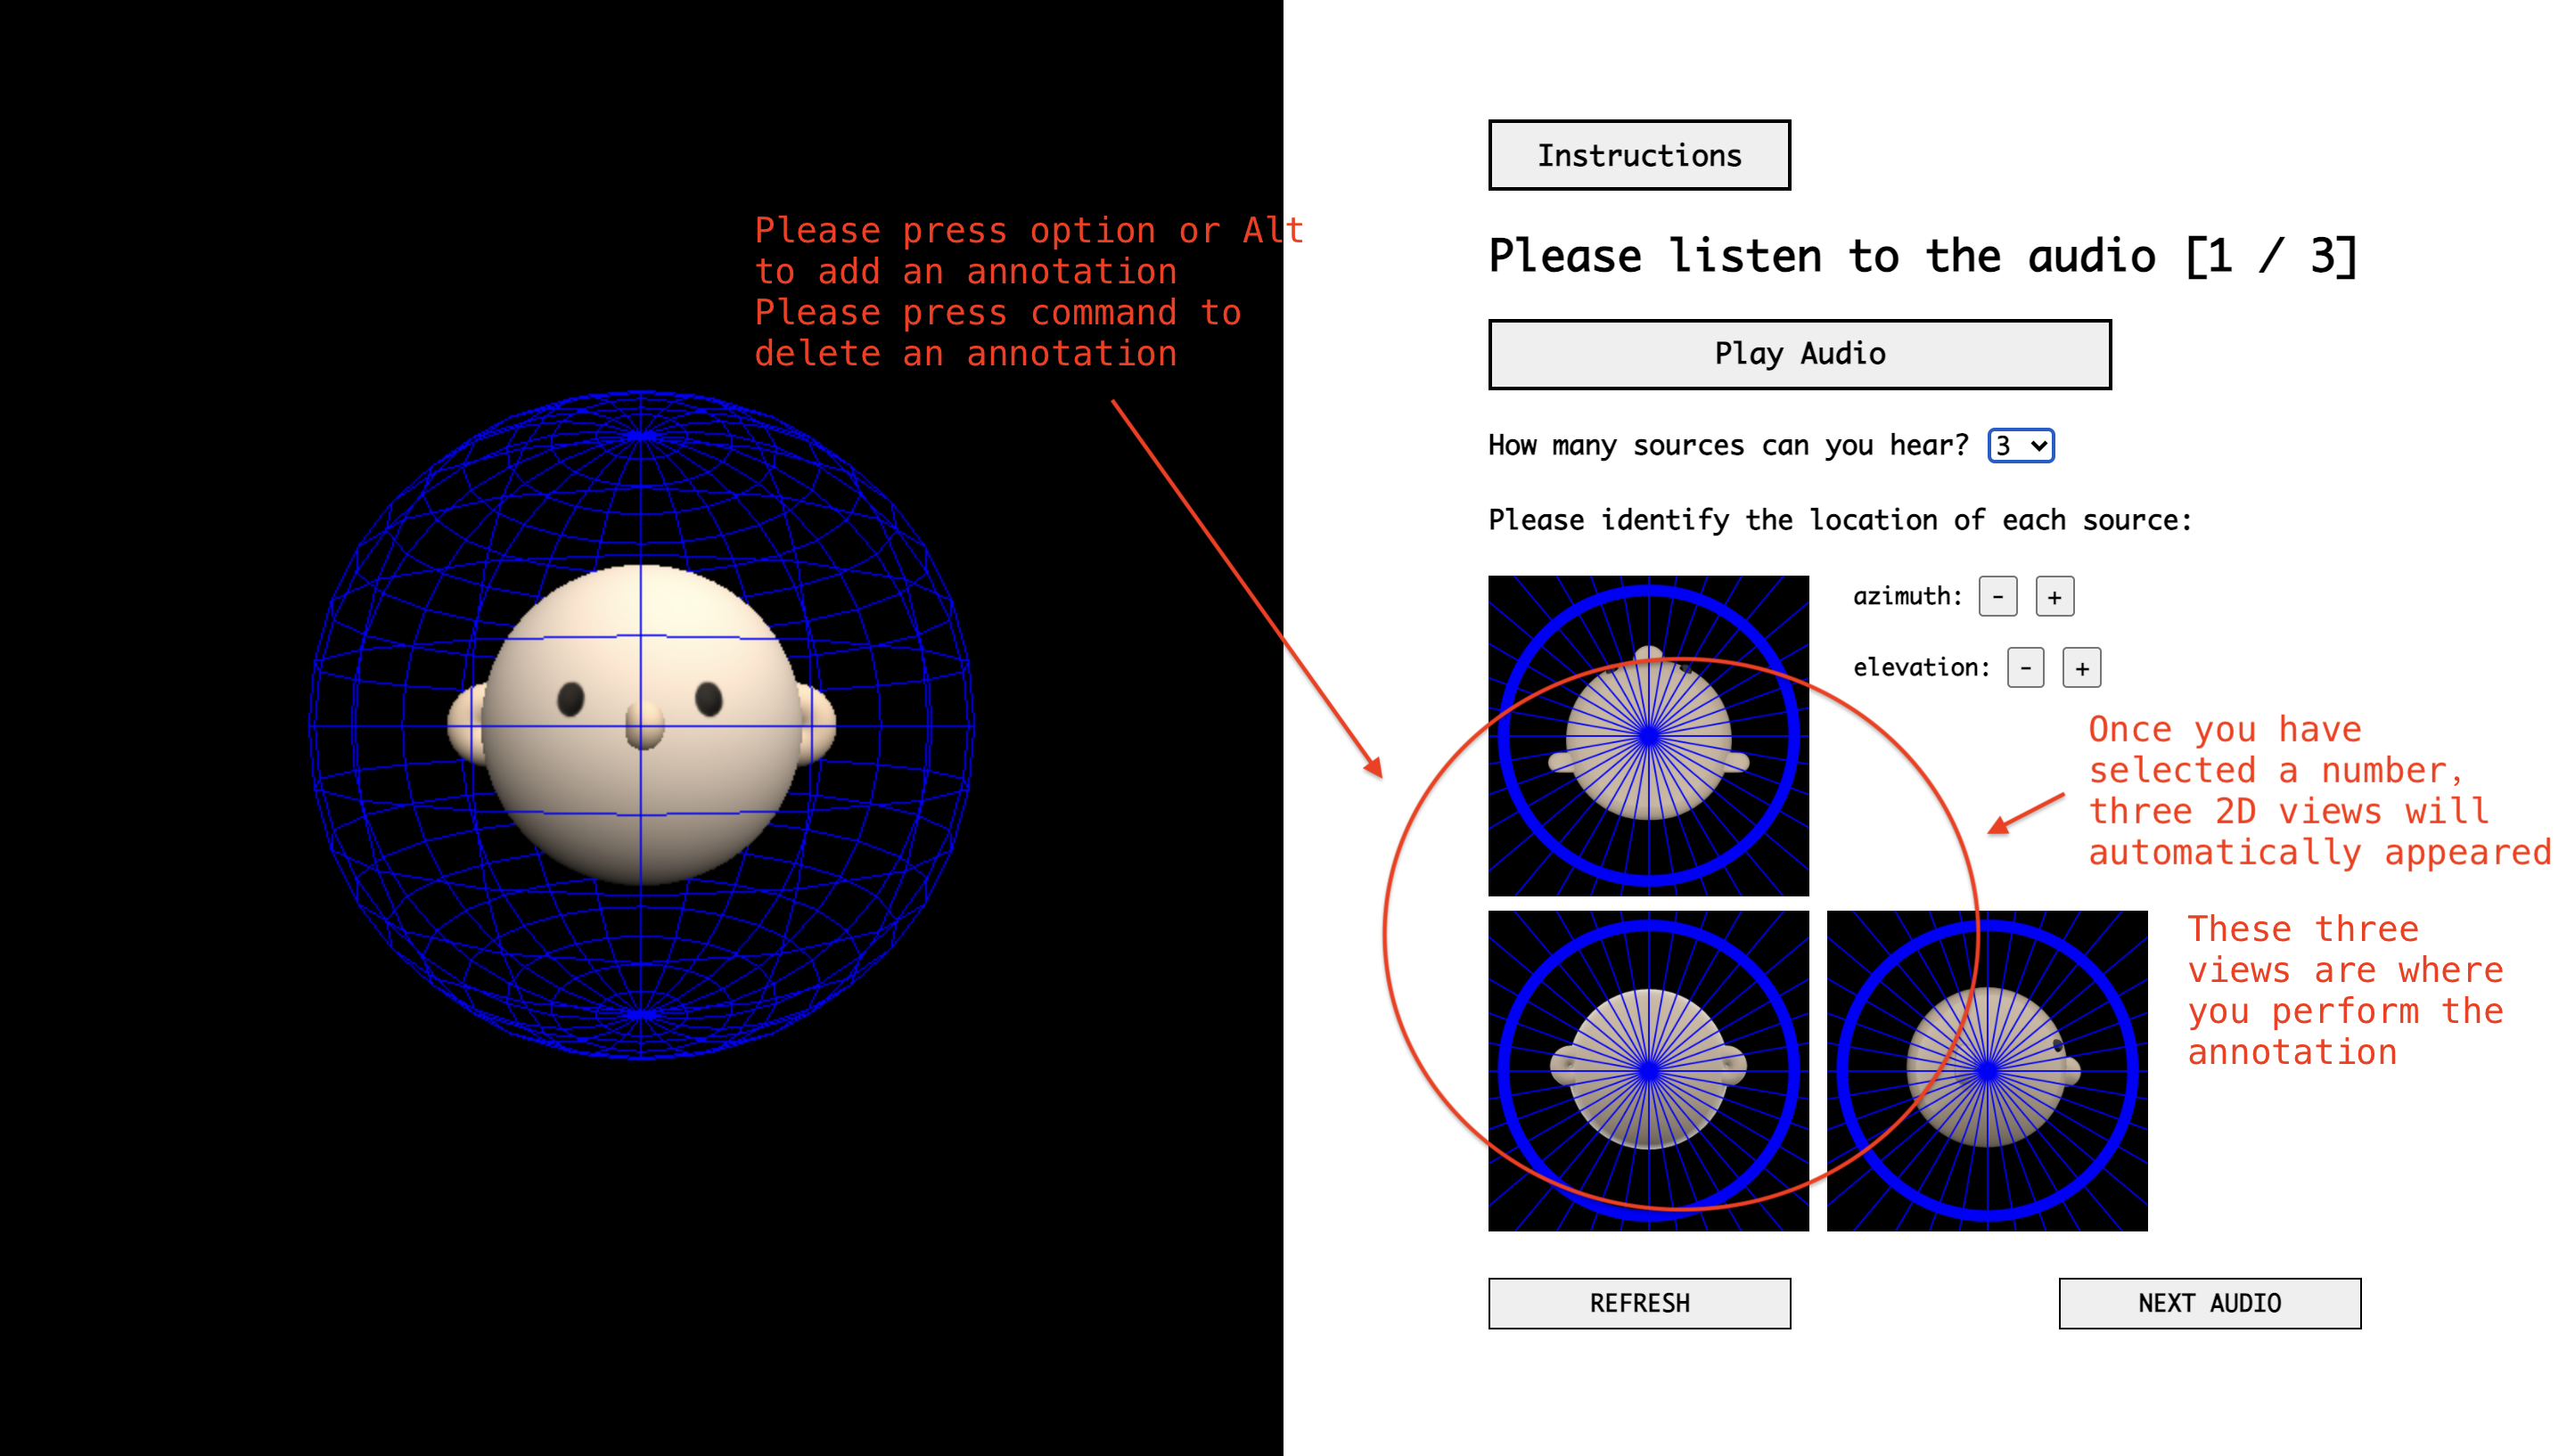 Please press option or Alt
to add an annotation
Please press command to
delete an annotation
Instructions
Please listen to the audio [1 / 3]
Play Audio
How many sources can you hear? 3
Please identify the location of each source:
azimuth: - +
elevation: - +
Once you have
selected a number,
three 2D views will
automatically appeared
These three
views are where
you perform the
annotation
REFRESH
NEXT AUDIO